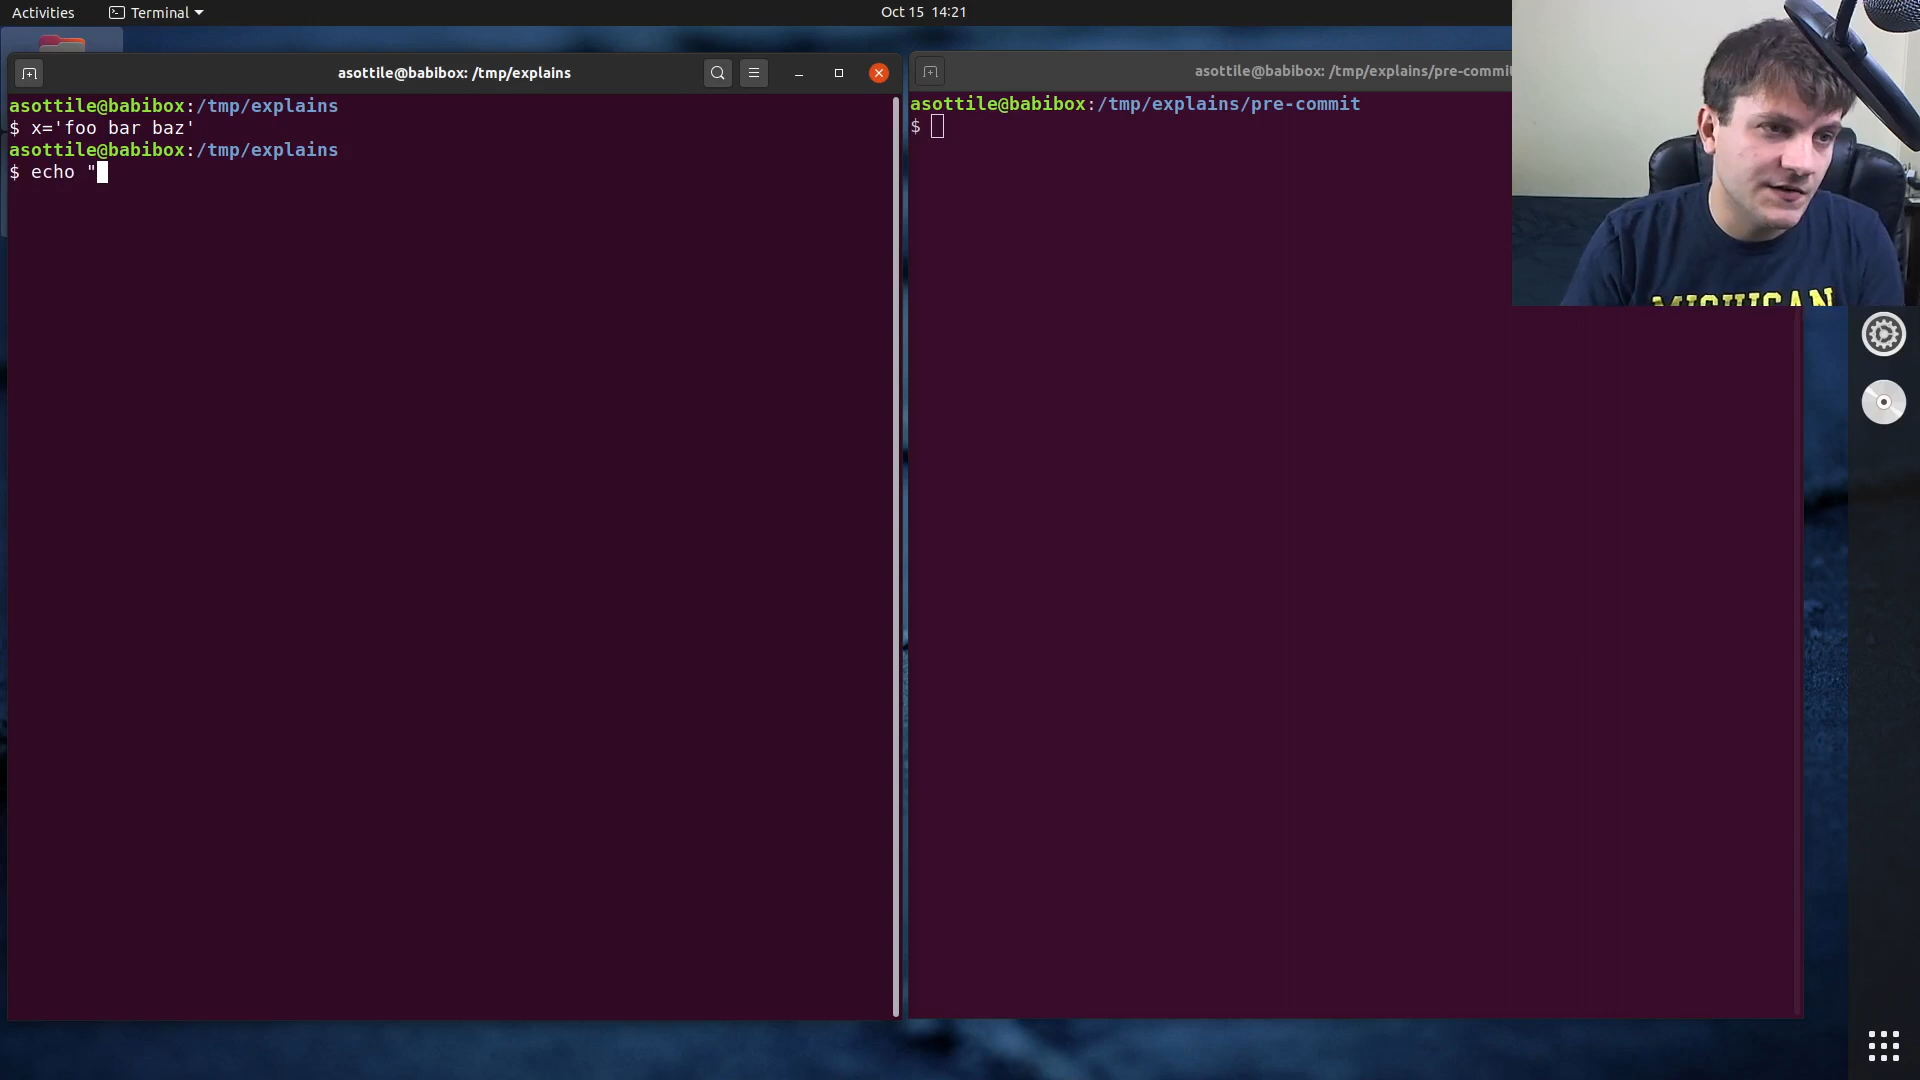 Activities
Terminal
Oct 15 14:21
asottile@babibox: /tmp/explains
asottile@babibox:/tmp/explains
$ x='foo bar baz'
asottile@babibox:/tmp/explains
$ echo "
asottile@babibox: /tmp/explains/pre-commit
asottile@babibox:/tmp/explains/pre-commit
$
MICHIGAN